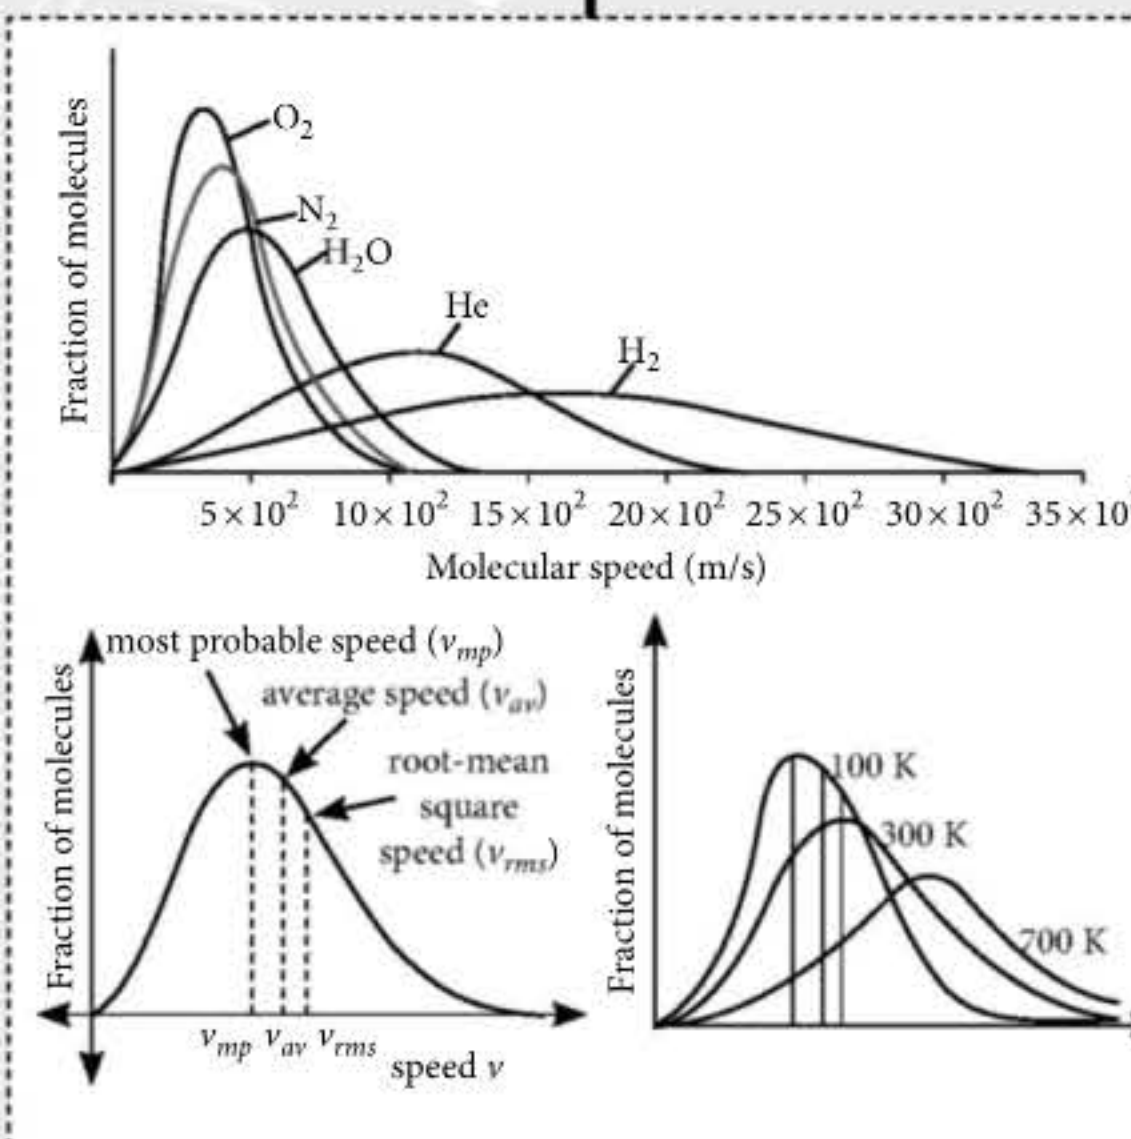 Fraction of molecules
O₂
N₂
H₂O
He
H₂
5×10² 10×10² 15×10² 20×10² 25×10² 30×10² 35×10
Molecular speed (m/s)
Fraction of molecules
most probable speed (vₘₚ)
average speed (vₐᵥ)
root-mean
square
speed (vᵣₘₛ)
vₘₚ vₐᵥ vᵣₘₛ
speed v
Fraction of molecules
100 K
300 K
700 K